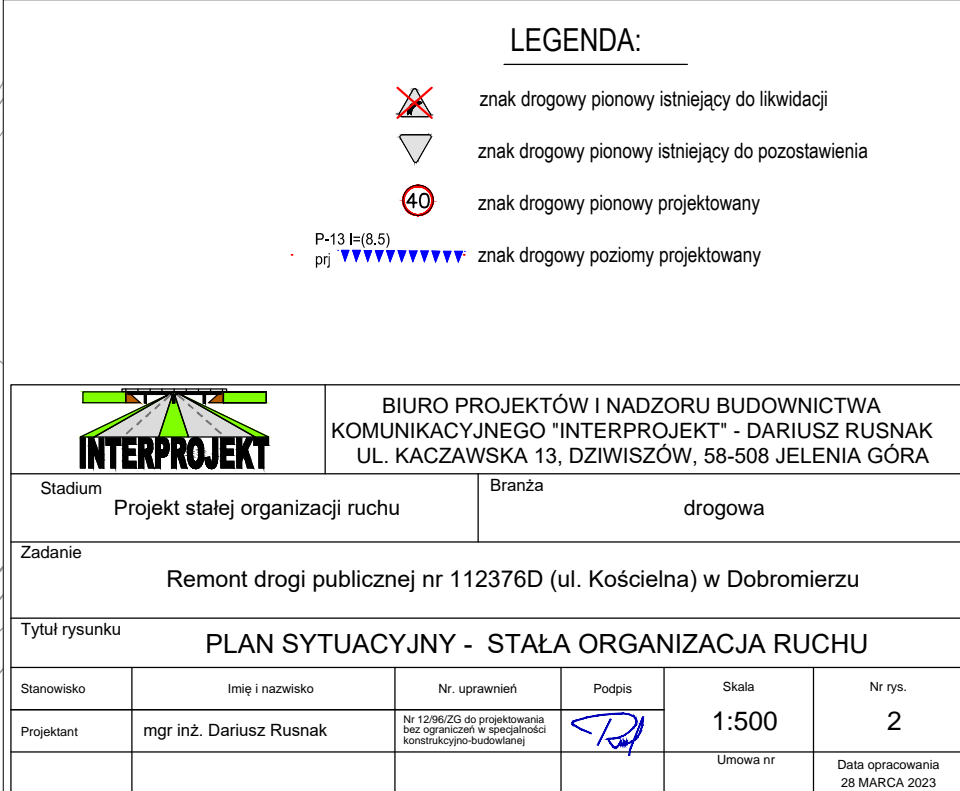 LEGENDA:
znak drogowy pionowy istniejący do likwidacji
znak drogowy pionowy istniejący do pozostawienia
40
znak drogowy pionowy projektowany
P-13 l=(8.5)
prj
znak drogowy poziomy projektowany
INTERPROJEKT
BIURO PROJEKTÓW I NADZORU BUDOWNICTWA
KOMUNIKACYJNEGO "INTERPROJEKT" - DARIUSZ RUSNAK
UL. KACZAWSKA 13, DZIWISZÓW, 58-508 JELENIA GÓRA
Stadium
Projekt stałej organizacji ruchu
Branża
drogowa
Zadanie
Remont drogi publicznej nr 112376D (ul. Kościelna) w Dobromierzu
Tytuł rysunku
PLAN SYTUACYJNY - STAŁA ORGANIZACJA RUCHU
Stanowisko
Imię i nazwisko
Nr. uprawnień
Podpis
Skala
Nr rys.
Projektant
mgr inż. Dariusz Rusnak
Nr 12/96/ZG do projektowania
bez ograniczeń w specjalności
konstrukcyjno-budowlanej
1:500
2
Umowa nr
Data opracowania
28 MARCA 2023